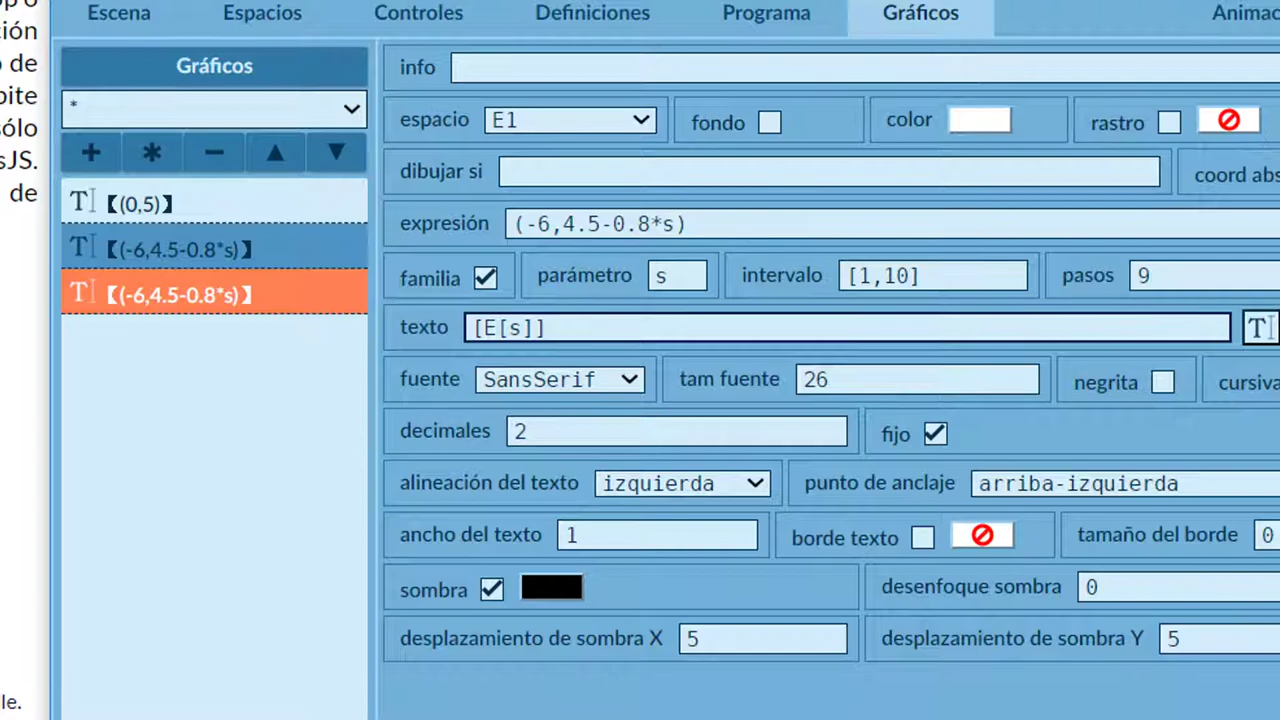 ción
de
bite
sólo
sJS.
de
le.
Escena Espacios Controles Definiciones Programa Gráficos Animac
Gráficos
*
+ * − ▲ ▼
T 【(0,5)】
T 【(-6,4.5-0.8*s)】
T 【(-6,4.5-0.8*s)】
info
espacio E1 fondo color rastro
dibujar si coord abs
expresión (-6,4.5-0.8*s)
familia parámetro s intervalo [1,10] pasos 9
texto [E[s]] T
fuente SansSerif tam fuente 26 negrita cursiva
decimales 2 fijo
alineación del texto izquierda punto de anclaje arriba-izquierda
ancho del texto 1 borde texto tamaño del borde 0
sombra desenfoque sombra 0
desplazamiento de sombra X 5 desplazamiento de sombra Y 5